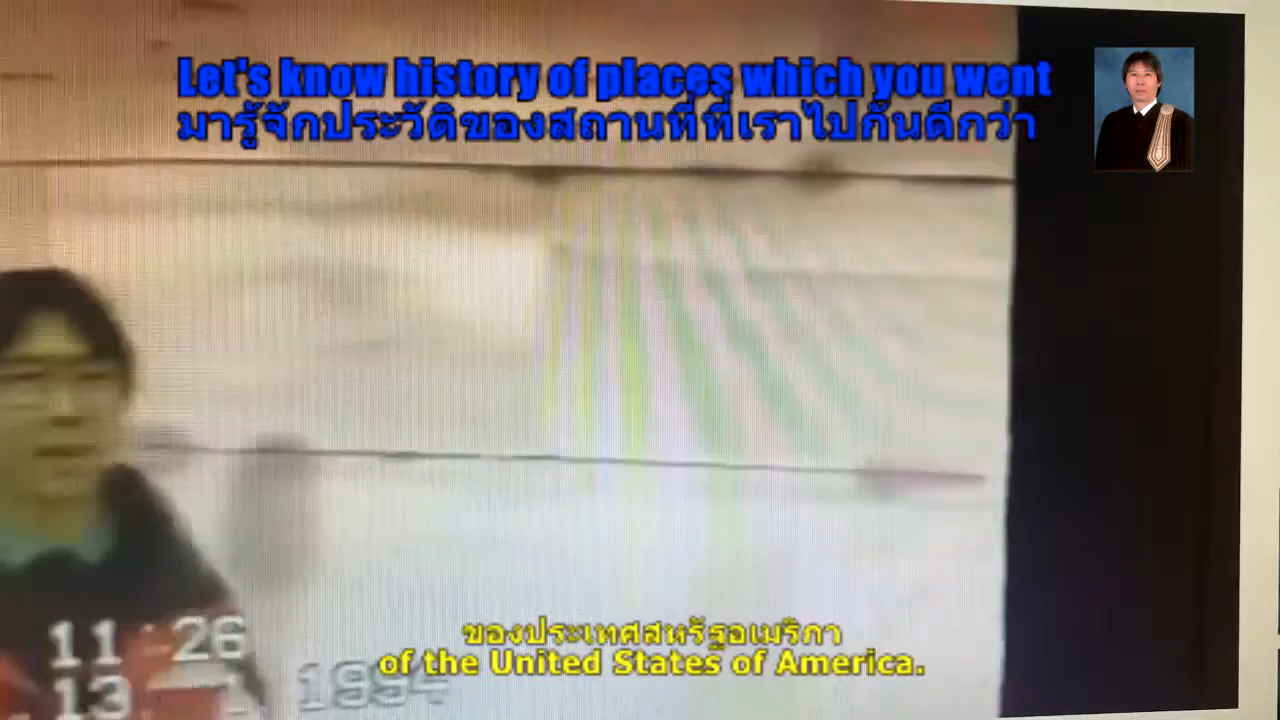 Let's know history of places which you went
มารู้จักประวัติของสถานที่ที่เราไปกันดีกว่า
ของประเทศสหรัฐอเมริกา
of the United States of America.
11:26
13 1 1994